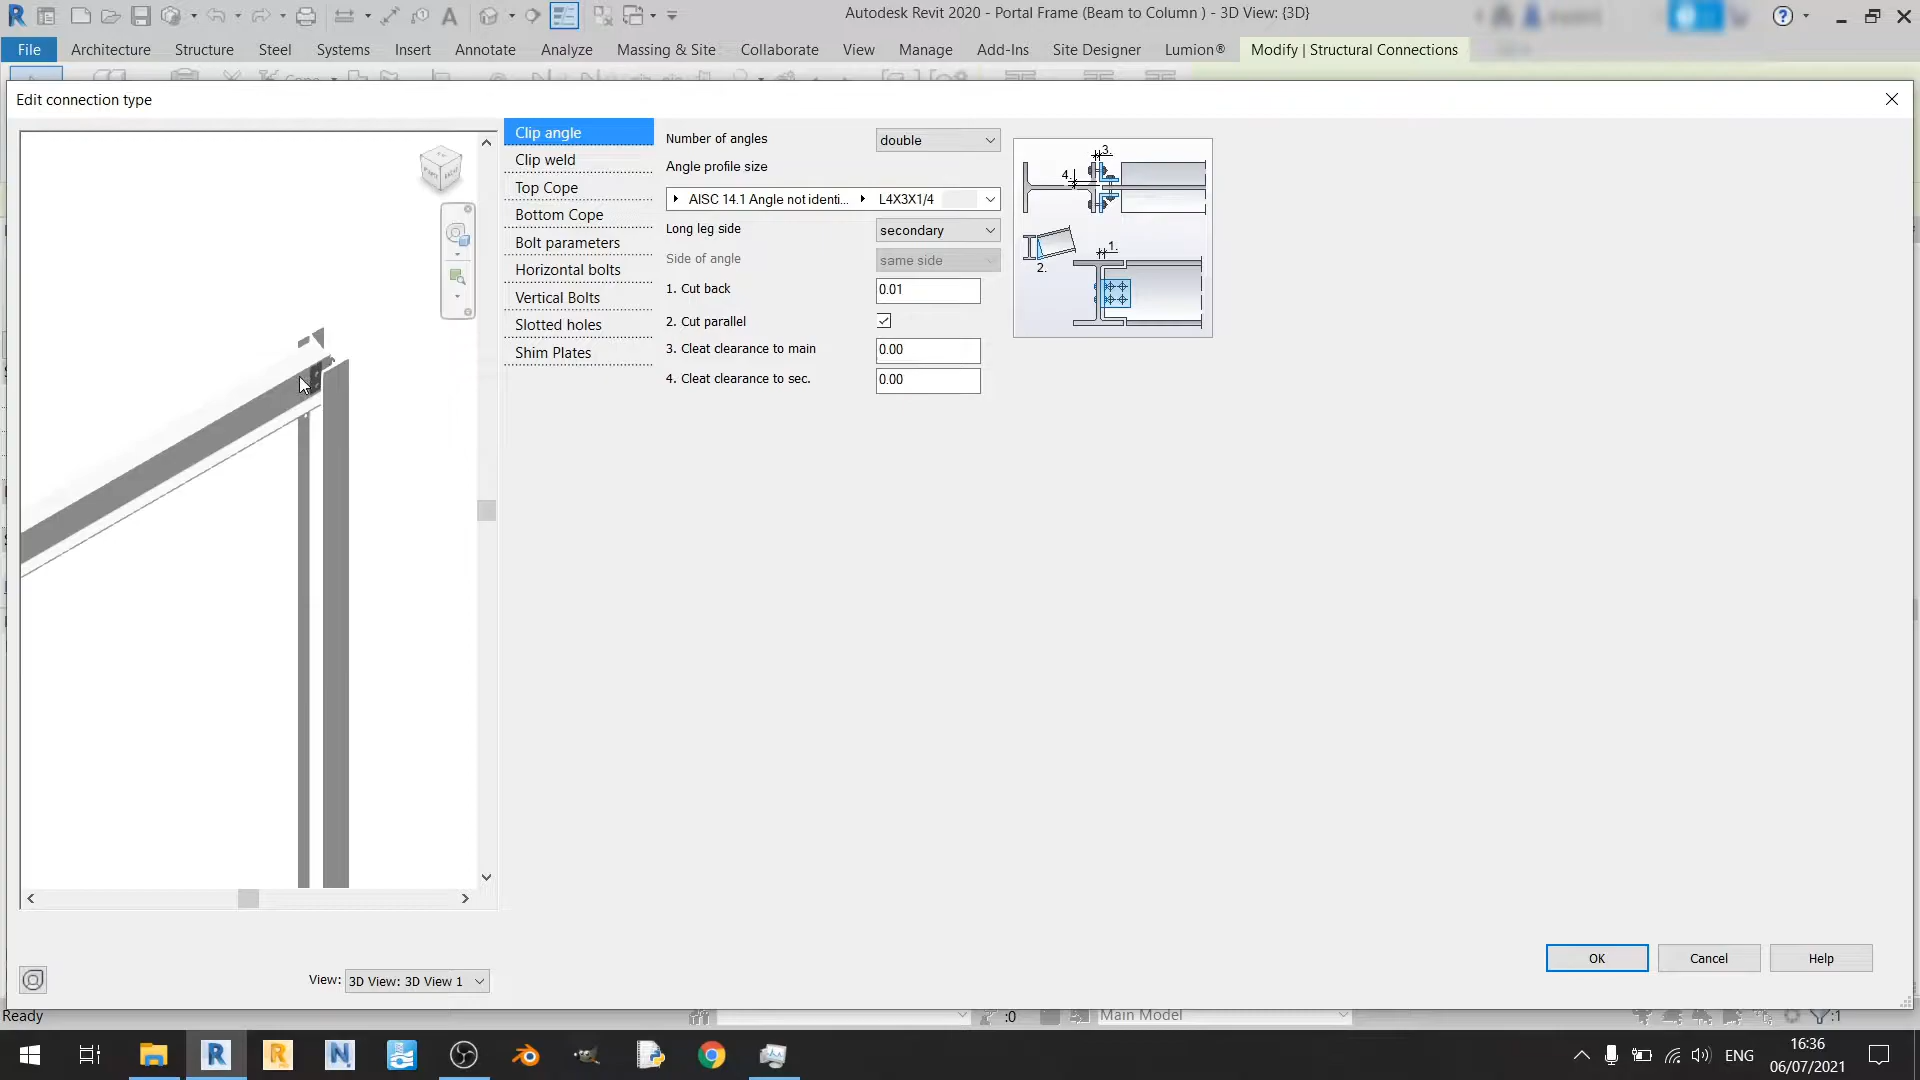 Autodesk Revit 2020 - Portal Frame (Beam to Column ) - 3D View: {3D}
File Architecture Structure Steel Systems Insert Annotate Analyze Massing & Site Collaborate View Manage Add-Ins Site Designer Lumion® Modify | Structural Connections
Edit connection type
Clip angle
Clip weld
Top Cope
Bottom Cope
Bolt parameters
Horizontal bolts
Vertical Bolts
Slotted holes
Shim Plates
Number of angles double
Angle profile size
AISC 14.1 Angle not identi... L4X3X1/4
Long leg side secondary
Side of angle same side
1. Cut back 0.01
2. Cut parallel
3. Cleat clearance to main 0.00
4. Cleat clearance to sec. 0.00
3.
4.
1.
2.
OK Cancel Help
View: 3D View: 3D View 1
Ready :0 Main Model :1
ENG
16:36
06/07/2021